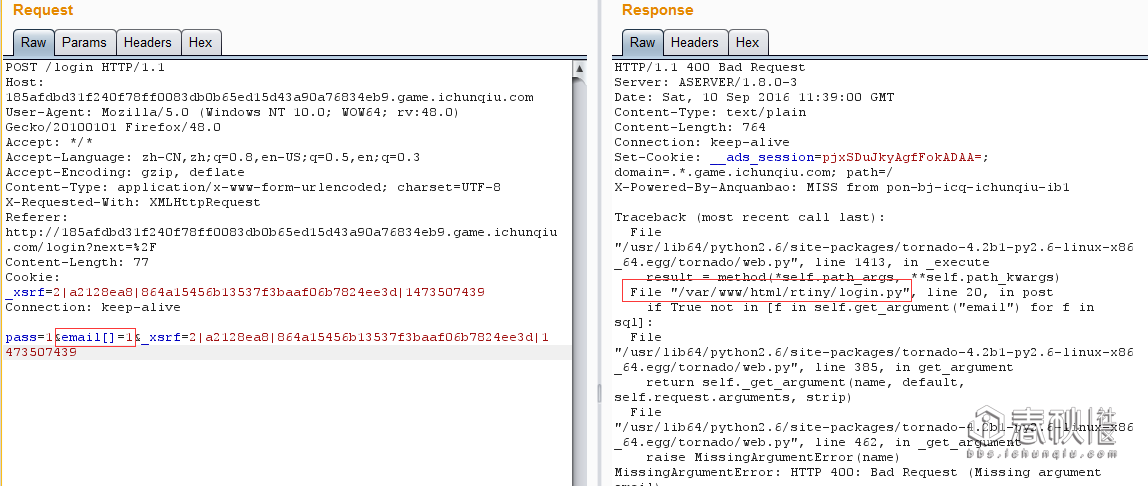 Request
Raw Params Headers Hex
POST /login HTTP/1.1
Host:
185afdbd31f240f78ff0083db0b65ed15d43a90a76834eb9.game.ichunqiu.com
User-Agent: Mozilla/5.0 (Windows NT 10.0; WOW64; rv:48.0)
Gecko/20100101 Firefox/48.0
Accept: */*
Accept-Language: zh-CN,zh;q=0.8,en-US;q=0.5,en;q=0.3
Accept-Encoding: gzip, deflate
Content-Type: application/x-www-form-urlencoded; charset=UTF-8
X-Requested-With: XMLHttpRequest
Referer:
http://185afdbd31f240f78ff0083db0b65ed15d43a90a76834eb9.game.ichunqiu
.com/login?next=%2F
Content-Length: 77
Cookie:
_xsrf=2|a2128ea8|864a15456b13537f3baaf06b7824ee3d|1473507439
Connection: keep-alive
pass=1&email[]=1&_xsrf=2|a2128ea8|864a15456b13537f3baaf06b7824ee3d|1
473507439
Response
Raw Headers Hex
HTTP/1.1 400 Bad Request
Server: ASERVER/1.8.0-3
Date: Sat, 10 Sep 2016 11:39:00 GMT
Content-Type: text/plain
Content-Length: 764
Connection: keep-alive
Set-Cookie: __ads_session=pjxSDuJkyAgfFokADAA=;
domain=.*.game.ichunqiu.com; path=/
X-Powered-By-Anquanbao: MISS from pon-bj-icq-ichunqiu-ib1
Traceback (most recent call last):
File
"/usr/lib64/python2.6/site-packages/tornado-4.2b1-py2.6-linux-x86
_64.egg/tornado/web.py", line 1413, in _execute
result = method(*self.path_args, **self.path_kwargs)
File "/var/www/html/rtiny/login.py", line 20, in post
if True not in [f in self.get_argument("email") for f in
sql]:
File
"/usr/lib64/python2.6/site-packages/tornado-4.2b1-py2.6-linux-x86
_64.egg/tornado/web.py", line 385, in get_argument
return self._get_argument(name, default,
self.request.arguments, strip)
File
"/usr/lib64/python2.6/site-packages/tornado-4.2b1-py2.6-linux-x86
_64.egg/tornado/web.py", line 462, in _get_argument
raise MissingArgumentError(name)
MissingArgumentError: HTTP 400: Bad Request (Missing argument
春秋
bbs.ichunqiu.com